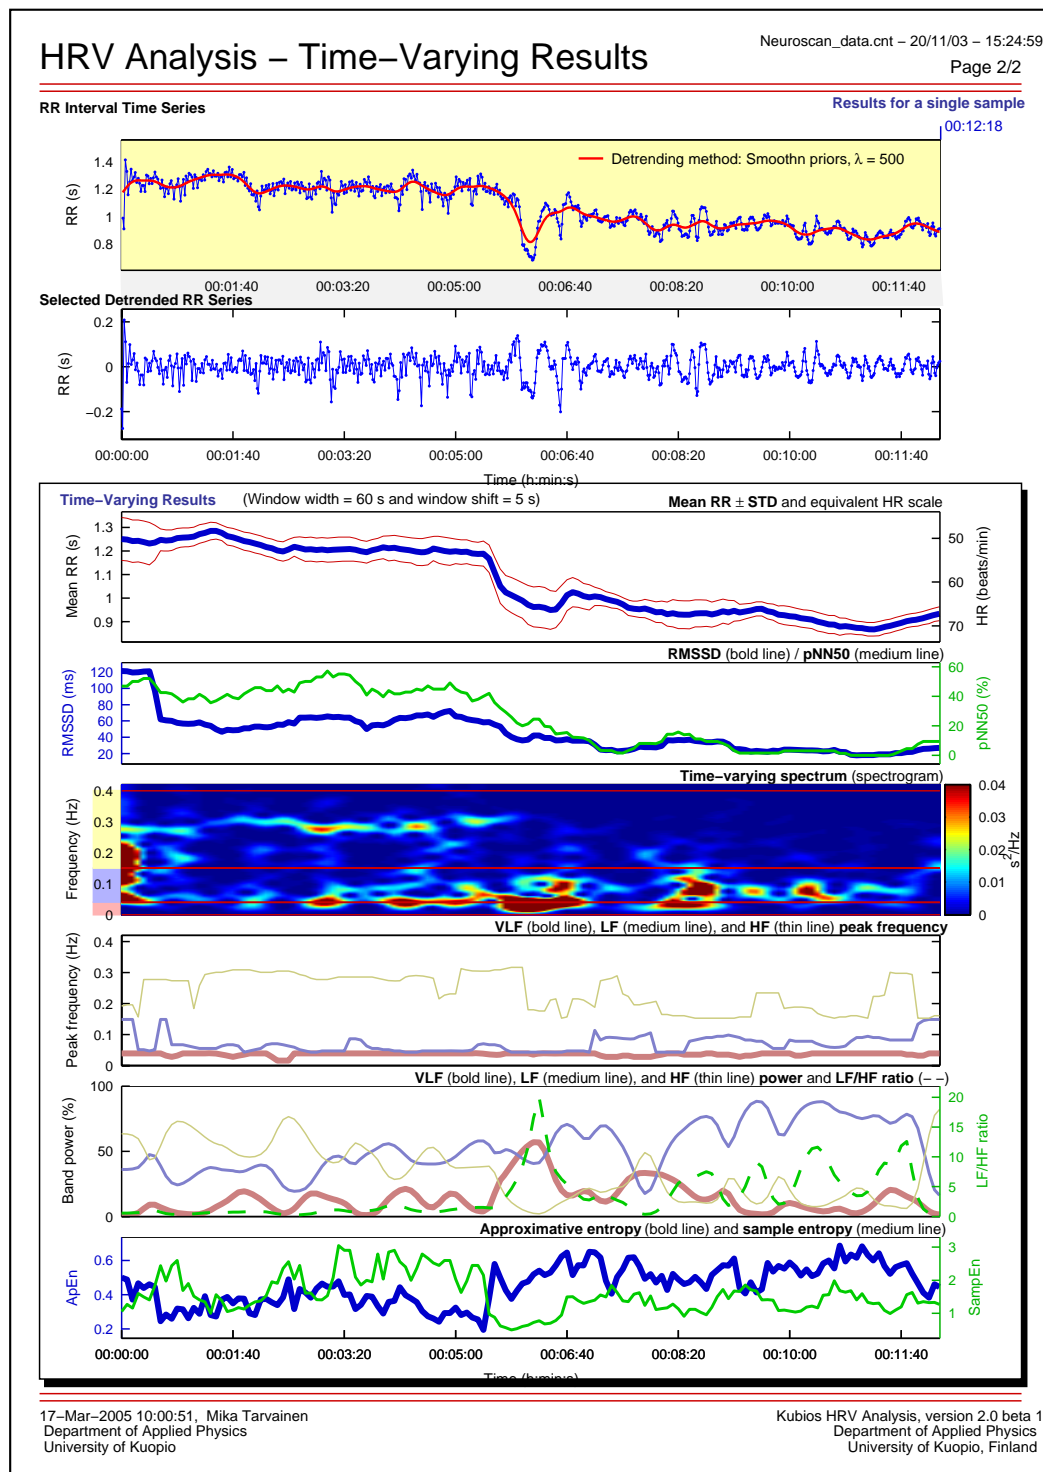 HRV Analysis – Time–Varying Results
Neuroscan_data.cnt – 20/11/03 – 15:24:59
Page 2/2
RR Interval Time Series
Results for a single sample
00:12:18
Detrending method: Smoothn priors, λ = 500
RR (s)
1.4
1.2
1
0.8
00:01:40 00:03:20 00:05:00 00:06:40 00:08:20 00:10:00 00:11:40
Selected Detrended RR Series
RR (s)
0.2
0
−0.2
00:00:00 00:01:40 00:03:20 00:05:00 00:06:40 00:08:20 00:10:00 00:11:40
Time (h:min:s)
Time–Varying Results (Window width = 60 s and window shift = 5 s)
Mean RR ± STD and equivalent HR scale
Mean RR (s)
1.3
1.2
1.1
1
0.9
50
60
70
HR (beats/min)
RMSSD (bold line) / pNN50 (medium line)
RMSSD (ms)
120
100
80
60
40
20
60
40
20
0
pNN50 (%)
Time–varying spectrum (spectrogram)
Frequency (Hz)
0.4
0.3
0.2
0.1
0
0.04
0.03
0.02
0.01
0
s2/Hz
VLF (bold line), LF (medium line), and HF (thin line) peak frequency
Peak frequency (Hz)
0.4
0.3
0.2
0.1
0
VLF (bold line), LF (medium line), and HF (thin line) power and LF/HF ratio (– –)
Band power (%)
100
50
0
20
15
10
5
0
LF/HF ratio
Approximative entropy (bold line) and sample entropy (medium line)
ApEn
0.6
0.4
0.2
3
2
1
SampEn
00:00:00 00:01:40 00:03:20 00:05:00 00:06:40 00:08:20 00:10:00 00:11:40
Time (h:min:s)
17–Mar–2005 10:00:51, Mika Tarvainen
Department of Applied Physics
University of Kuopio
Kubios HRV Analysis, version 2.0 beta 1
Department of Applied Physics
University of Kuopio, Finland